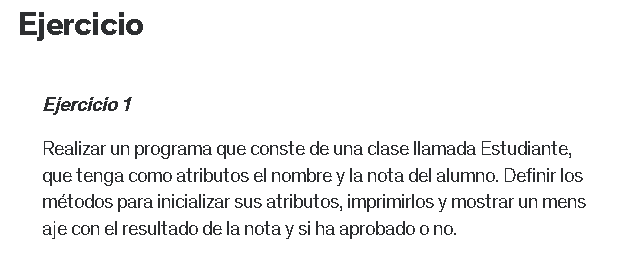 Ejercicio
Ejercicio 1
Realizar un programa que conste de una clase llamada Estudiante,
que tenga como atributos el nombre y la nota del alumno. Definir los
métodos para inicializar sus atributos, imprimirlos y mostrar un mens
aje con el resultado de la nota y si ha aprobado o no.